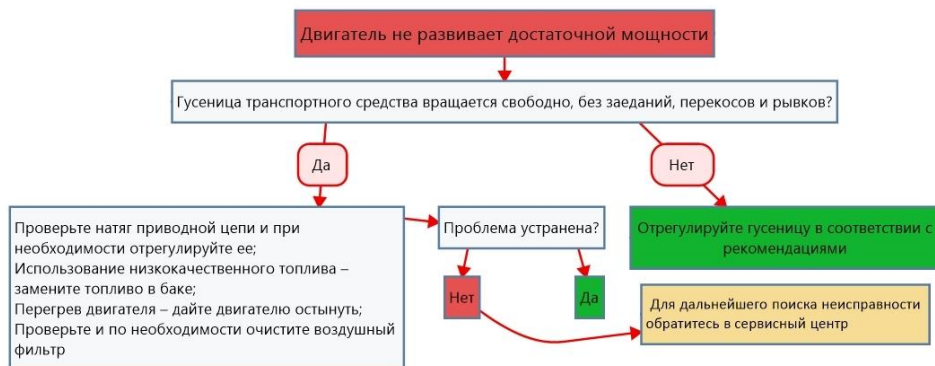 Двигатель не развивает достаточной мощности
Гусеница транспортного средства вращается свободно, без заеданий, перекосов и рывков?
Да
Нет
Проверьте натяг приводной цепи и при
необходимости отрегулируйте ее;
Использование низкокачественного топлива –
замените топливо в баке;
Перегрев двигателя – дайте двигателю остынуть;
Проверьте и по необходимости очистите воздушный
фильтр
Проблема устранена?
Отрегулируйте гусеницу в соответствии с
рекомендациями
Нет
Да
Для дальнейшего поиска неисправности
обратитесь в сервисный центр